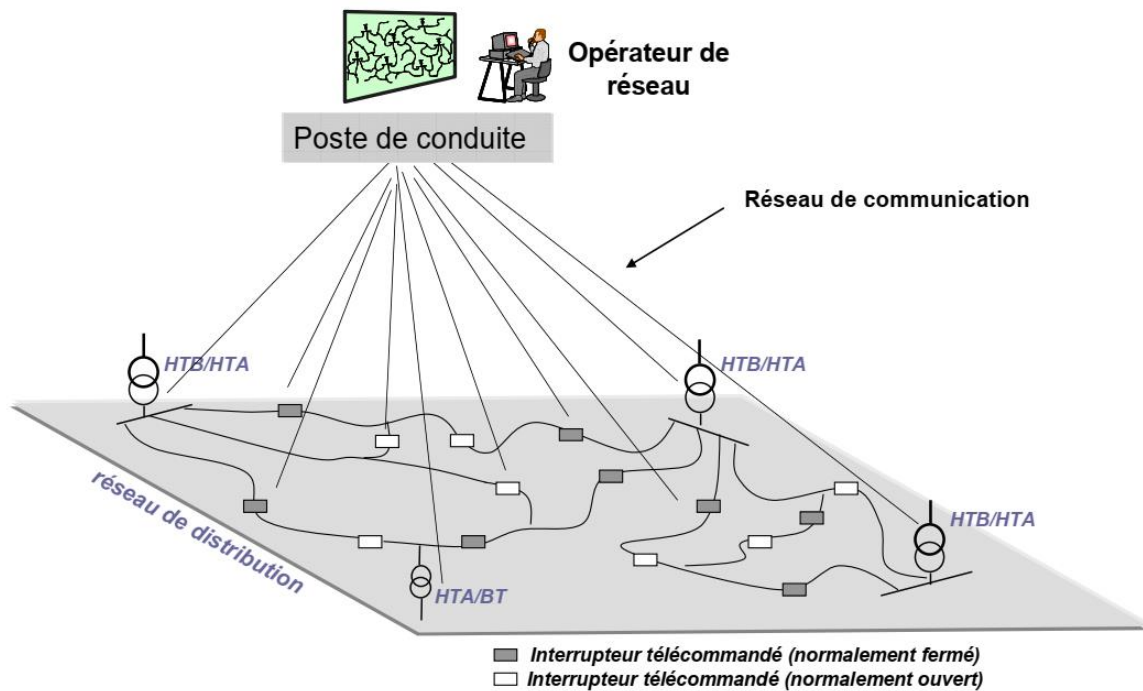 Opérateur de
réseau
Poste de conduite
Réseau de communication
HTB/HTA
HTB/HTA
HTB/HTA
réseau de distribution
HTA/BT
Interrupteur télécommandé (normalement fermé)
Interrupteur télécommandé (normalement ouvert)